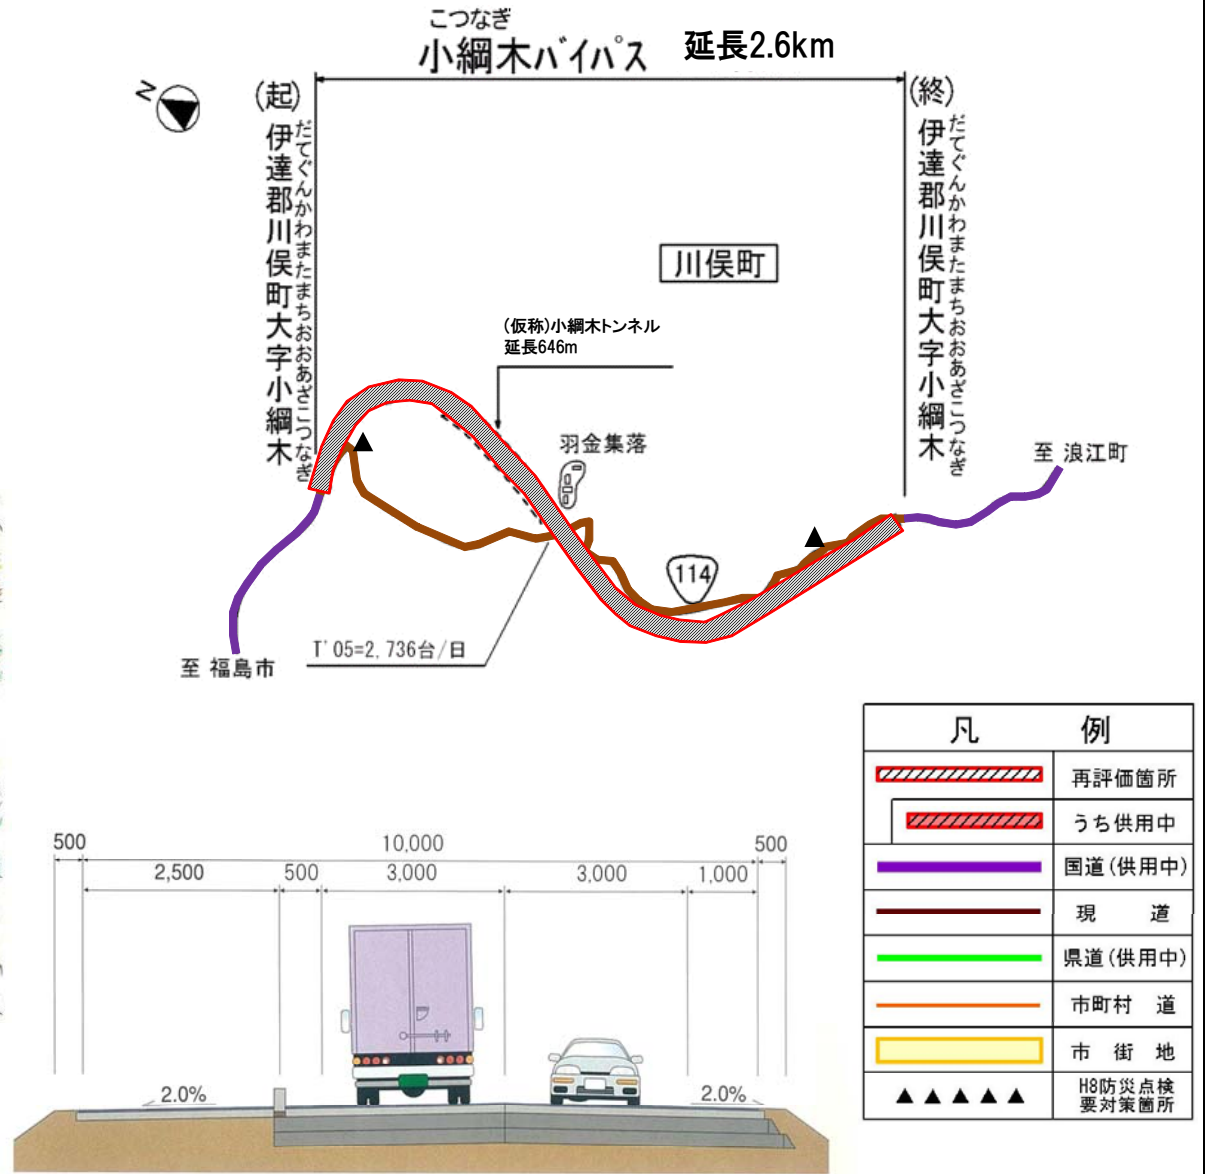 こつなぎ
小綱木バイパス 延長2.6km
N
(起)
伊達郡川俣町大字小綱木
だてぐんかわまたまちおおあざこつなぎ
(終)
伊達郡川俣町大字小綱木
だてぐんかわまたまちおおあざこつなぎ
川俣町
(仮称)小綱木トンネル
延長646m
羽金集落
至 浪江町
114
T'05=2,736台/日
至 福島市
凡 例
再評価箇所
うち供用中
国道(供用中)
現 道
県道(供用中)
市町村 道
市 街 地
H8防災点検
要対策箇所
500 10,000 500
2,500 500 3,000 3,000 1,000
2.0% 2.0%